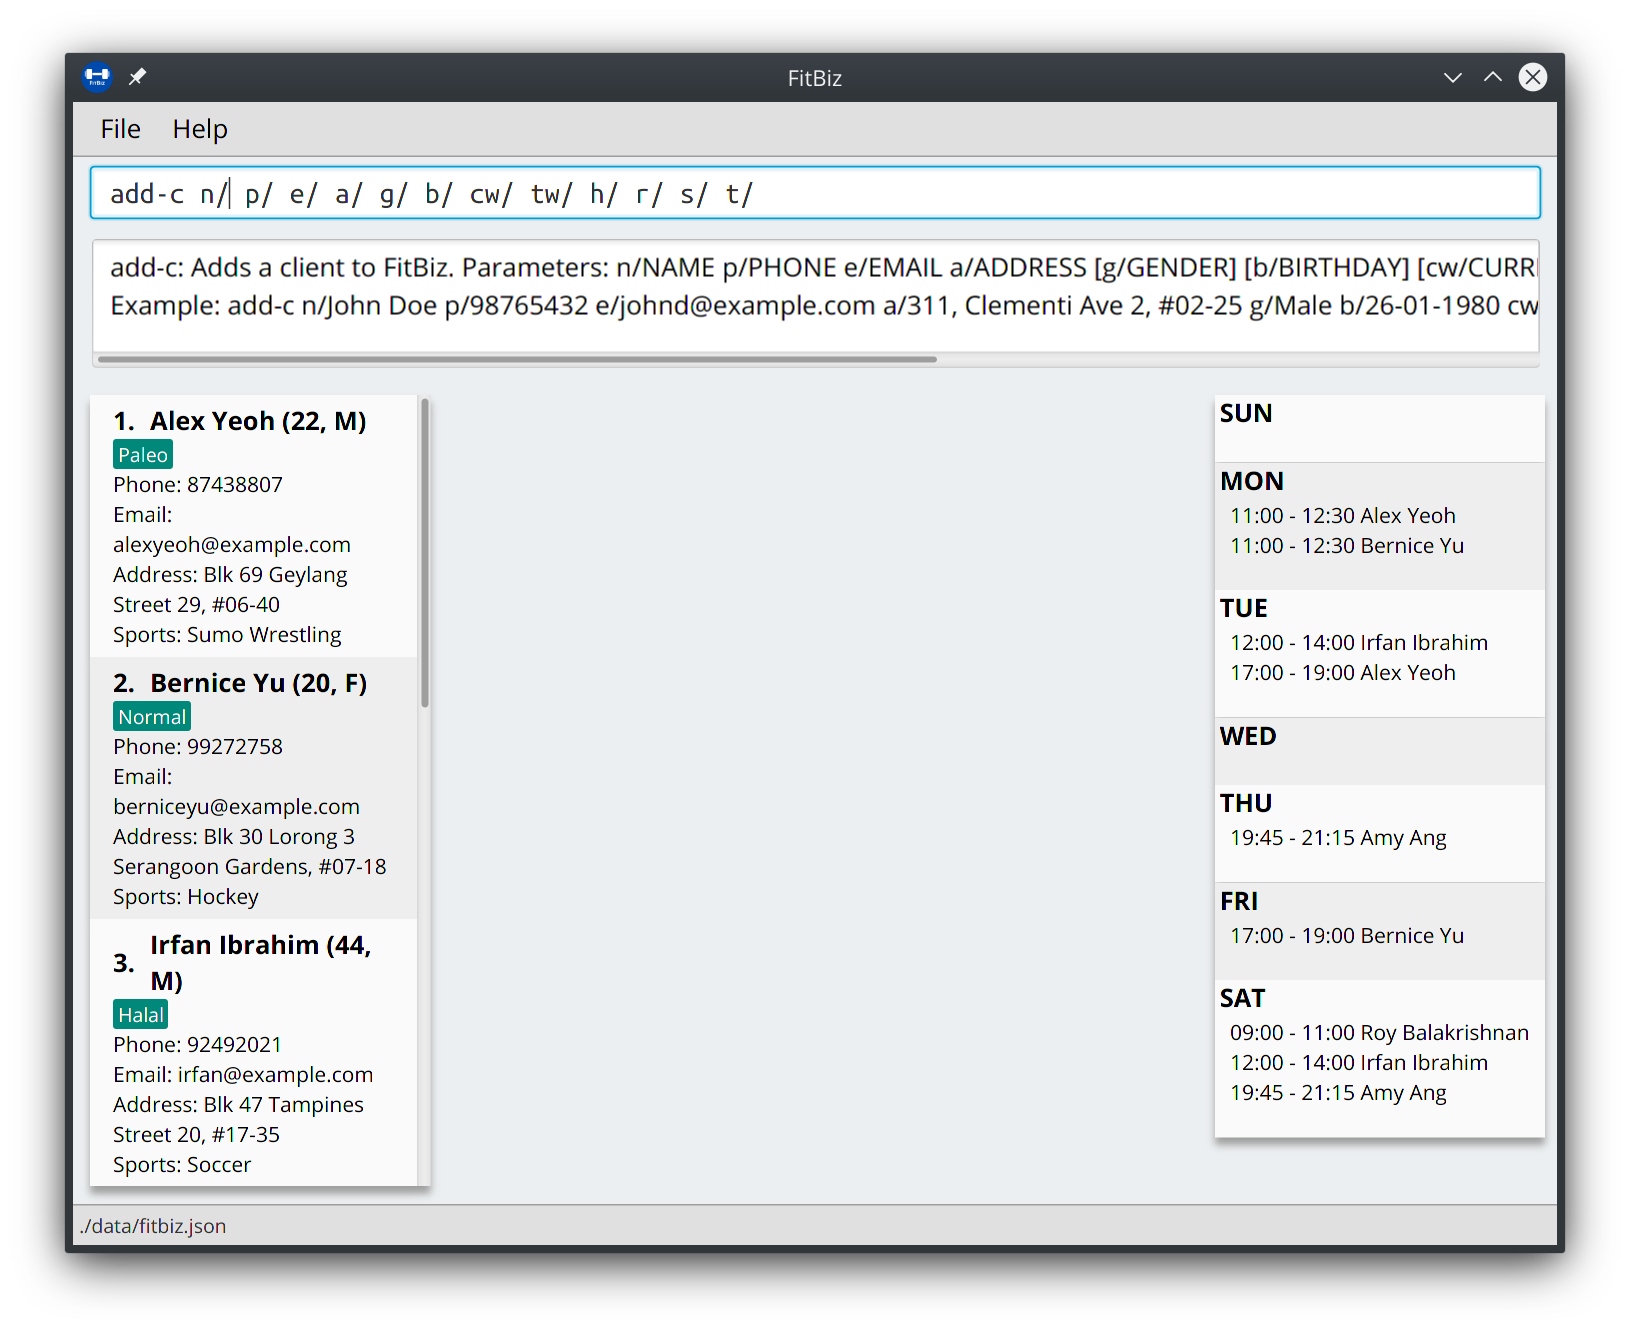 FitBiz
FitBiz
File Help
add-c n/ p/ e/ a/ g/ b/ cw/ tw/ h/ r/ s/ t/
add-c: Adds a client to FitBiz. Parameters: n/NAME p/PHONE e/EMAIL a/ADDRESS [g/GENDER] [b/BIRTHDAY] [cw/CURR
Example: add-c n/John Doe p/98765432 e/johnd@example.com a/311, Clementi Ave 2, #02-25 g/Male b/26-01-1980 cw
1. Alex Yeoh (22, M)
Paleo
Phone: 87438807
Email:
alexyeoh@example.com
Address: Blk 69 Geylang
Street 29, #06-40
Sports: Sumo Wrestling
2. Bernice Yu (20, F)
Normal
Phone: 99272758
Email:
berniceyu@example.com
Address: Blk 30 Lorong 3
Serangoon Gardens, #07-18
Sports: Hockey
3. Irfan Ibrahim (44,
M)
Halal
Phone: 92492021
Email: irfan@example.com
Address: Blk 47 Tampines
Street 20, #17-35
Sports: Soccer
SUN
MON
11:00 - 12:30 Alex Yeoh
11:00 - 12:30 Bernice Yu
TUE
12:00 - 14:00 Irfan Ibrahim
17:00 - 19:00 Alex Yeoh
WED
THU
19:45 - 21:15 Amy Ang
FRI
17:00 - 19:00 Bernice Yu
SAT
09:00 - 11:00 Roy Balakrishnan
12:00 - 14:00 Irfan Ibrahim
19:45 - 21:15 Amy Ang
./data/fitbiz.json